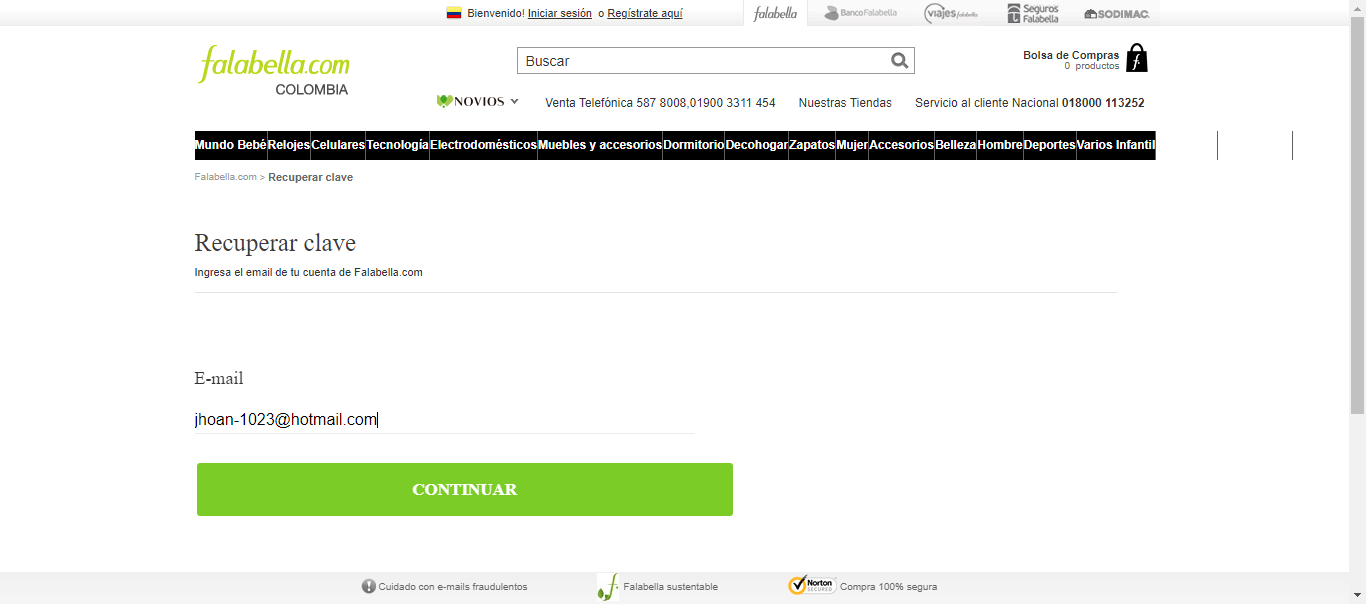 Bienvenido! Iniciar sesión o Regístrate aquí
falabella BancoFalabella viajes falabella Seguros Falabella SODIMAC
falabella.com
COLOMBIA
Buscar
Bolsa de Compras
0 productos
NOVIOS Venta Telefónica 587 8008,01900 3311 454 Nuestras Tiendas Servicio al cliente Nacional 018000 113252
Mundo Bebé Relojes Celulares Tecnología Electrodomésticos Muebles y accesorios Dormitorio Decohogar Zapatos Mujer Accesorios Belleza Hombre Deportes Varios Infantil
Falabella.com > Recuperar clave
Recuperar clave
Ingresa el email de tu cuenta de Falabella.com
E-mail
jhoan-1023@hotmail.com
CONTINUAR
Cuidado con e-mails fraudulentos Falabella sustentable Norton SECURED Compra 100% segura